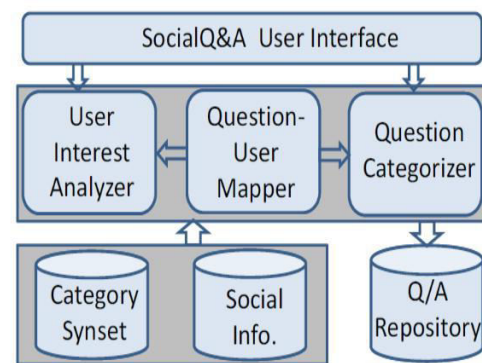 SocialQ&A User Interface
User
Interest
Analyzer
Question-
User
Mapper
Question
Categorizer
Category
Synset
Social
Info.
Q/A
Repository